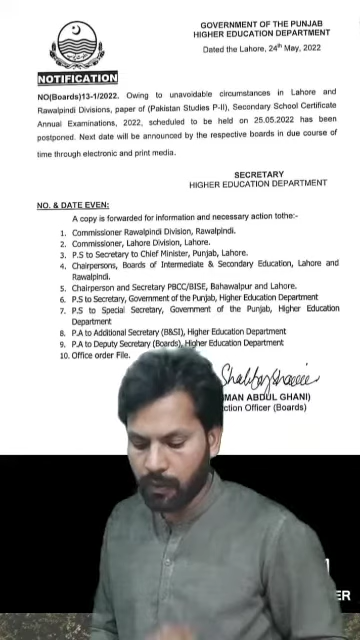 GOVERNMENT OF THE PUNJAB
HIGHER EDUCATION DEPARTMENT
Dated the Lahore, 24th May, 2022
NOTIFICATION
NO(Boards)13-1/2022. Owing to unavoidable circumstances in Lahore and
Rawalpindi Divisions, paper of (Pakistan Studies P-II), Secondary School Certificate
Annual Examinations, 2022, scheduled to be held on 25.05.2022 has been
postponed. Next date will be announced by the respective boards in due course of
time through electronic and print media.
SECRETARY
HIGHER EDUCATION DEPARTMENT
NO. & DATE EVEN:
A copy is forwarded for information and necessary action tothe:-
1. Commissioner Rawalpindi Division, Rawalpindi.
2. Commissioner, Lahore Division, Lahore.
3. P.S to Secretary to Chief Minister, Punjab, Lahore.
4. Chairpersons, Boards of Intermediate & Secondary Education, Lahore and
Rawalpindi.
5. Chairperson and Secretary PBCC/BISE, Bahawalpur and Lahore.
6. P.S to Secretary, Government of the Punjab, Higher Education Department
7. P.S to Special Secretary, Government of the Punjab, Higher Education
Department
8. P.A to Additional Secretary (B&SI), Higher Education Department
9. P.A to Deputy Secretary (Boards), Higher Education Department
10. Office order File.
MAN ABDUL GHANI)
ction Officer (Boards)
ER